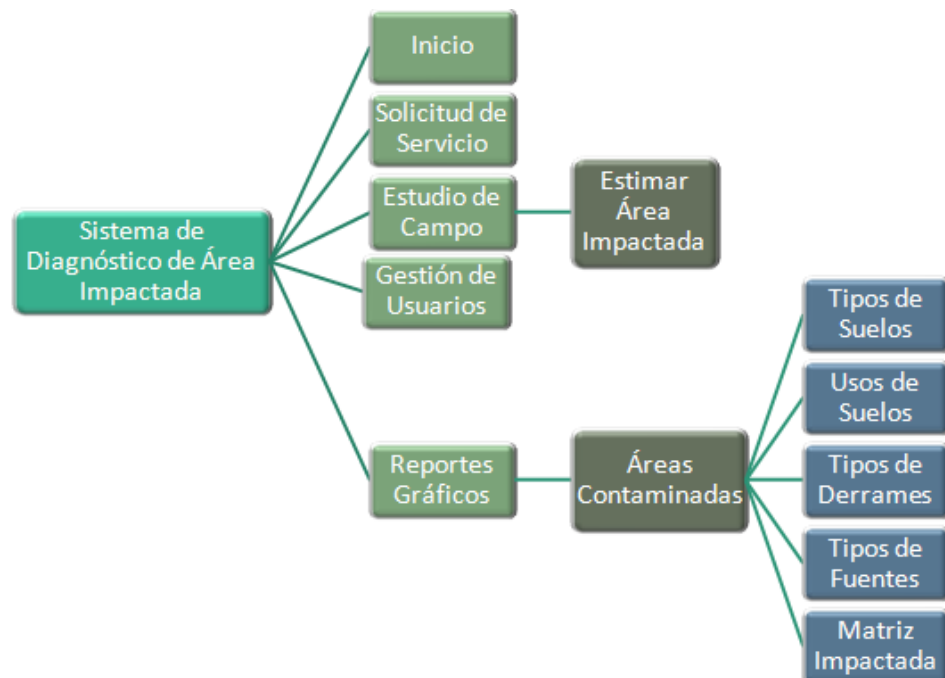 Inicio
Solicitud de
Servicio
Estudio de
Campo
Estimar
Área
Impactada
Sistema de
Diagnóstico de Área
Impactada
Gestión de
Usuarios
Tipos de
Suelos
Usos de
Suelos
Reportes
Gráficos
Áreas
Contaminadas
Tipos de
Derrames
Tipos de
Fuentes
Matriz
Impactada